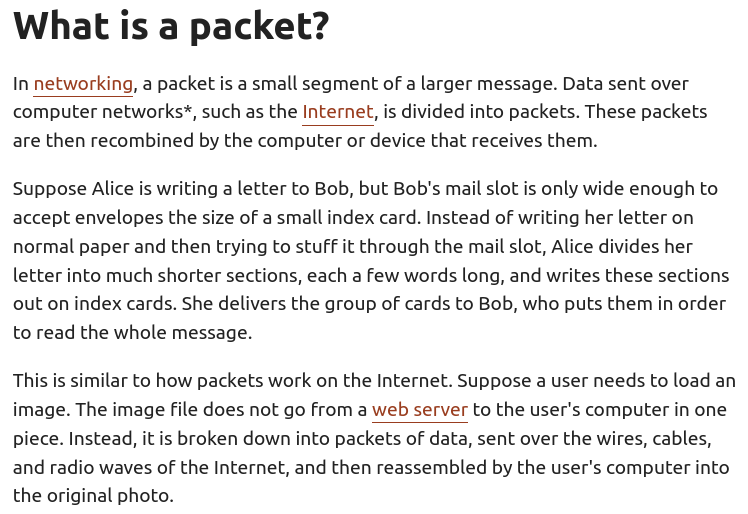 What is a packet?
In networking, a packet is a small segment of a larger message. Data sent over
computer networks*, such as the Internet, is divided into packets. These packets
are then recombined by the computer or device that receives them.
Suppose Alice is writing a letter to Bob, but Bob's mail slot is only wide enough to
accept envelopes the size of a small index card. Instead of writing her letter on
normal paper and then trying to stuff it through the mail slot, Alice divides her
letter into much shorter sections, each a few words long, and writes these sections
out on index cards. She delivers the group of cards to Bob, who puts them in order
to read the whole message.
This is similar to how packets work on the Internet. Suppose a user needs to load an
image. The image file does not go from a web server to the user's computer in one
piece. Instead, it is broken down into packets of data, sent over the wires, cables,
and radio waves of the Internet, and then reassembled by the user's computer into
the original photo.